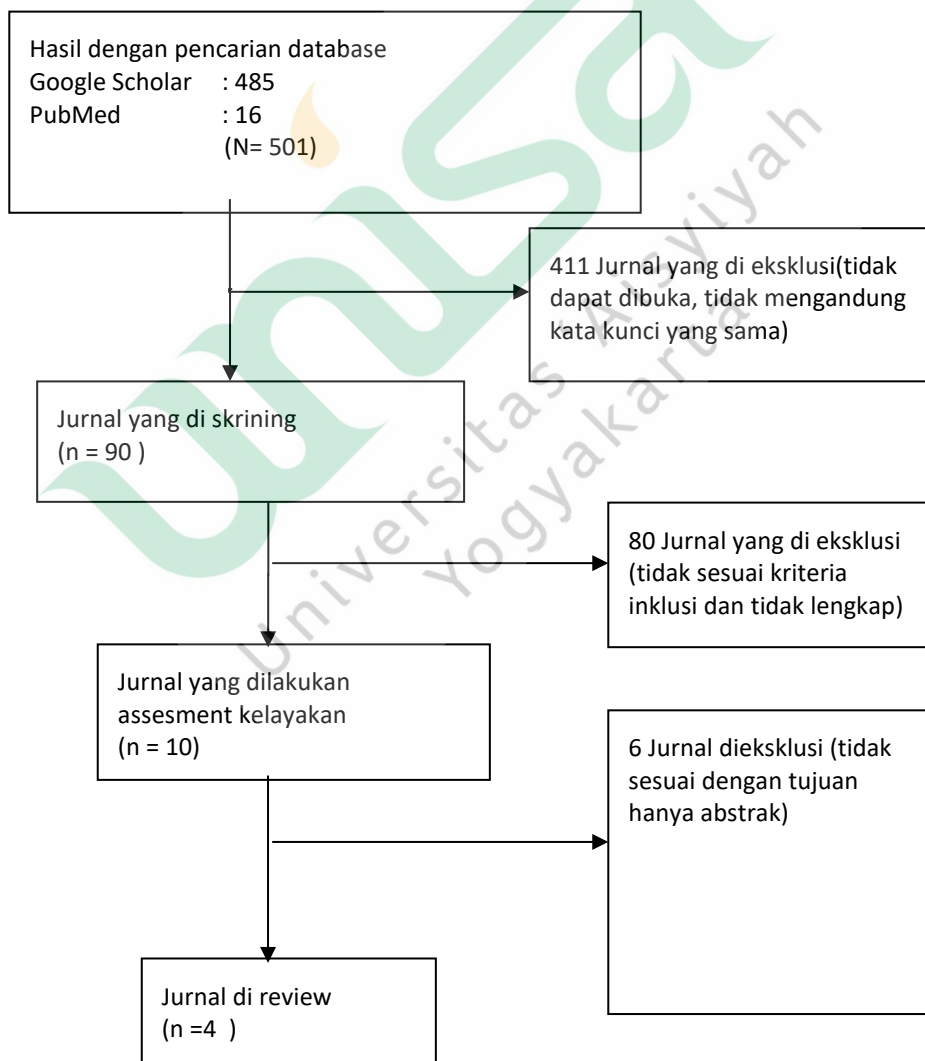 Hasil dengan pencarian database
Google Scholar : 485
PubMed : 16
(N= 501)
411 Jurnal yang di eksklusi(tidak
dapat dibuka, tidak mengandung
kata kunci yang sama)
Jurnal yang di skrining
(n = 90 )
80 Jurnal yang di eksklusi
(tidak sesuai kriteria
inklusi dan tidak lengkap)
Jurnal yang dilakukan
assesment kelayakan
(n = 10)
6 Jurnal dieksklusi (tidak
sesuai dengan tujuan
hanya abstrak)
Jurnal di review
(n =4 )
unisa
Universitas Aisyiyah
Yogyakarta